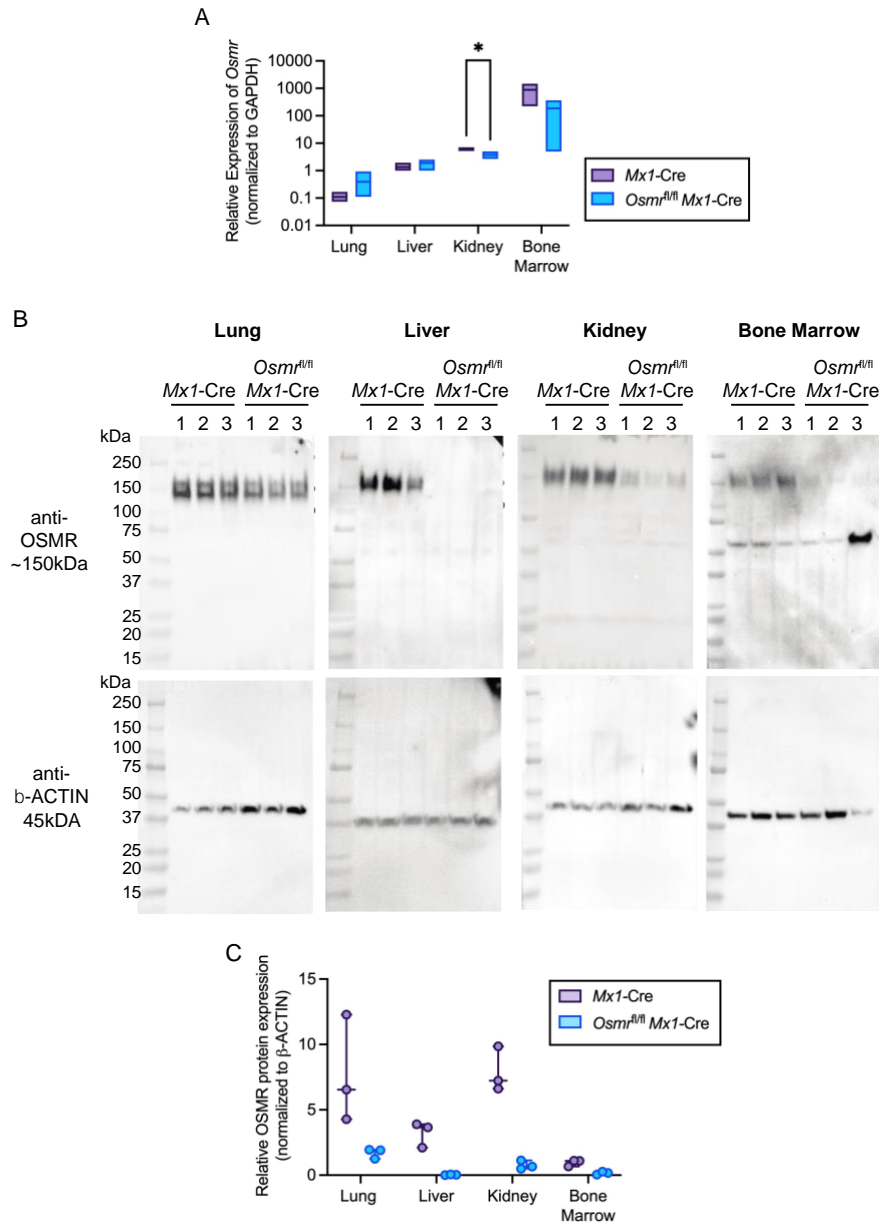 A
Relative Expression of Osmr
(normalized to GAPDH)
10000
1000
100
10
1
0.1
0.01
*
Lung
Liver
Kidney
Bone
Marrow
Mx1-Cre
Osmrfl/fl Mx1-Cre
B
Lung
Liver
Kidney
Bone Marrow
Osmrfl/fl
Osmrfl/fl
Osmrfl/fl
Osmrfl/fl
Mx1-Cre Mx1-Cre
Mx1-Cre Mx1-Cre
Mx1-Cre Mx1-Cre
Mx1-Cre Mx1-Cre
1 2 3 1 2 3
1 2 3 1 2 3
1 2 3 1 2 3
1 2 3 1 2 3
kDa
250
150
100
75
50
37
25
20
15
anti-
OSMR
~150kDa
kDa
250
150
100
75
50
37
25
20
15
anti-
b-ACTIN
45kDA
C
Relative OSMR protein expression
(normalized to β-ACTIN)
15
10
5
0
Lung
Liver
Kidney
Bone
Marrow
Mx1-Cre
Osmrfl/fl Mx1-Cre